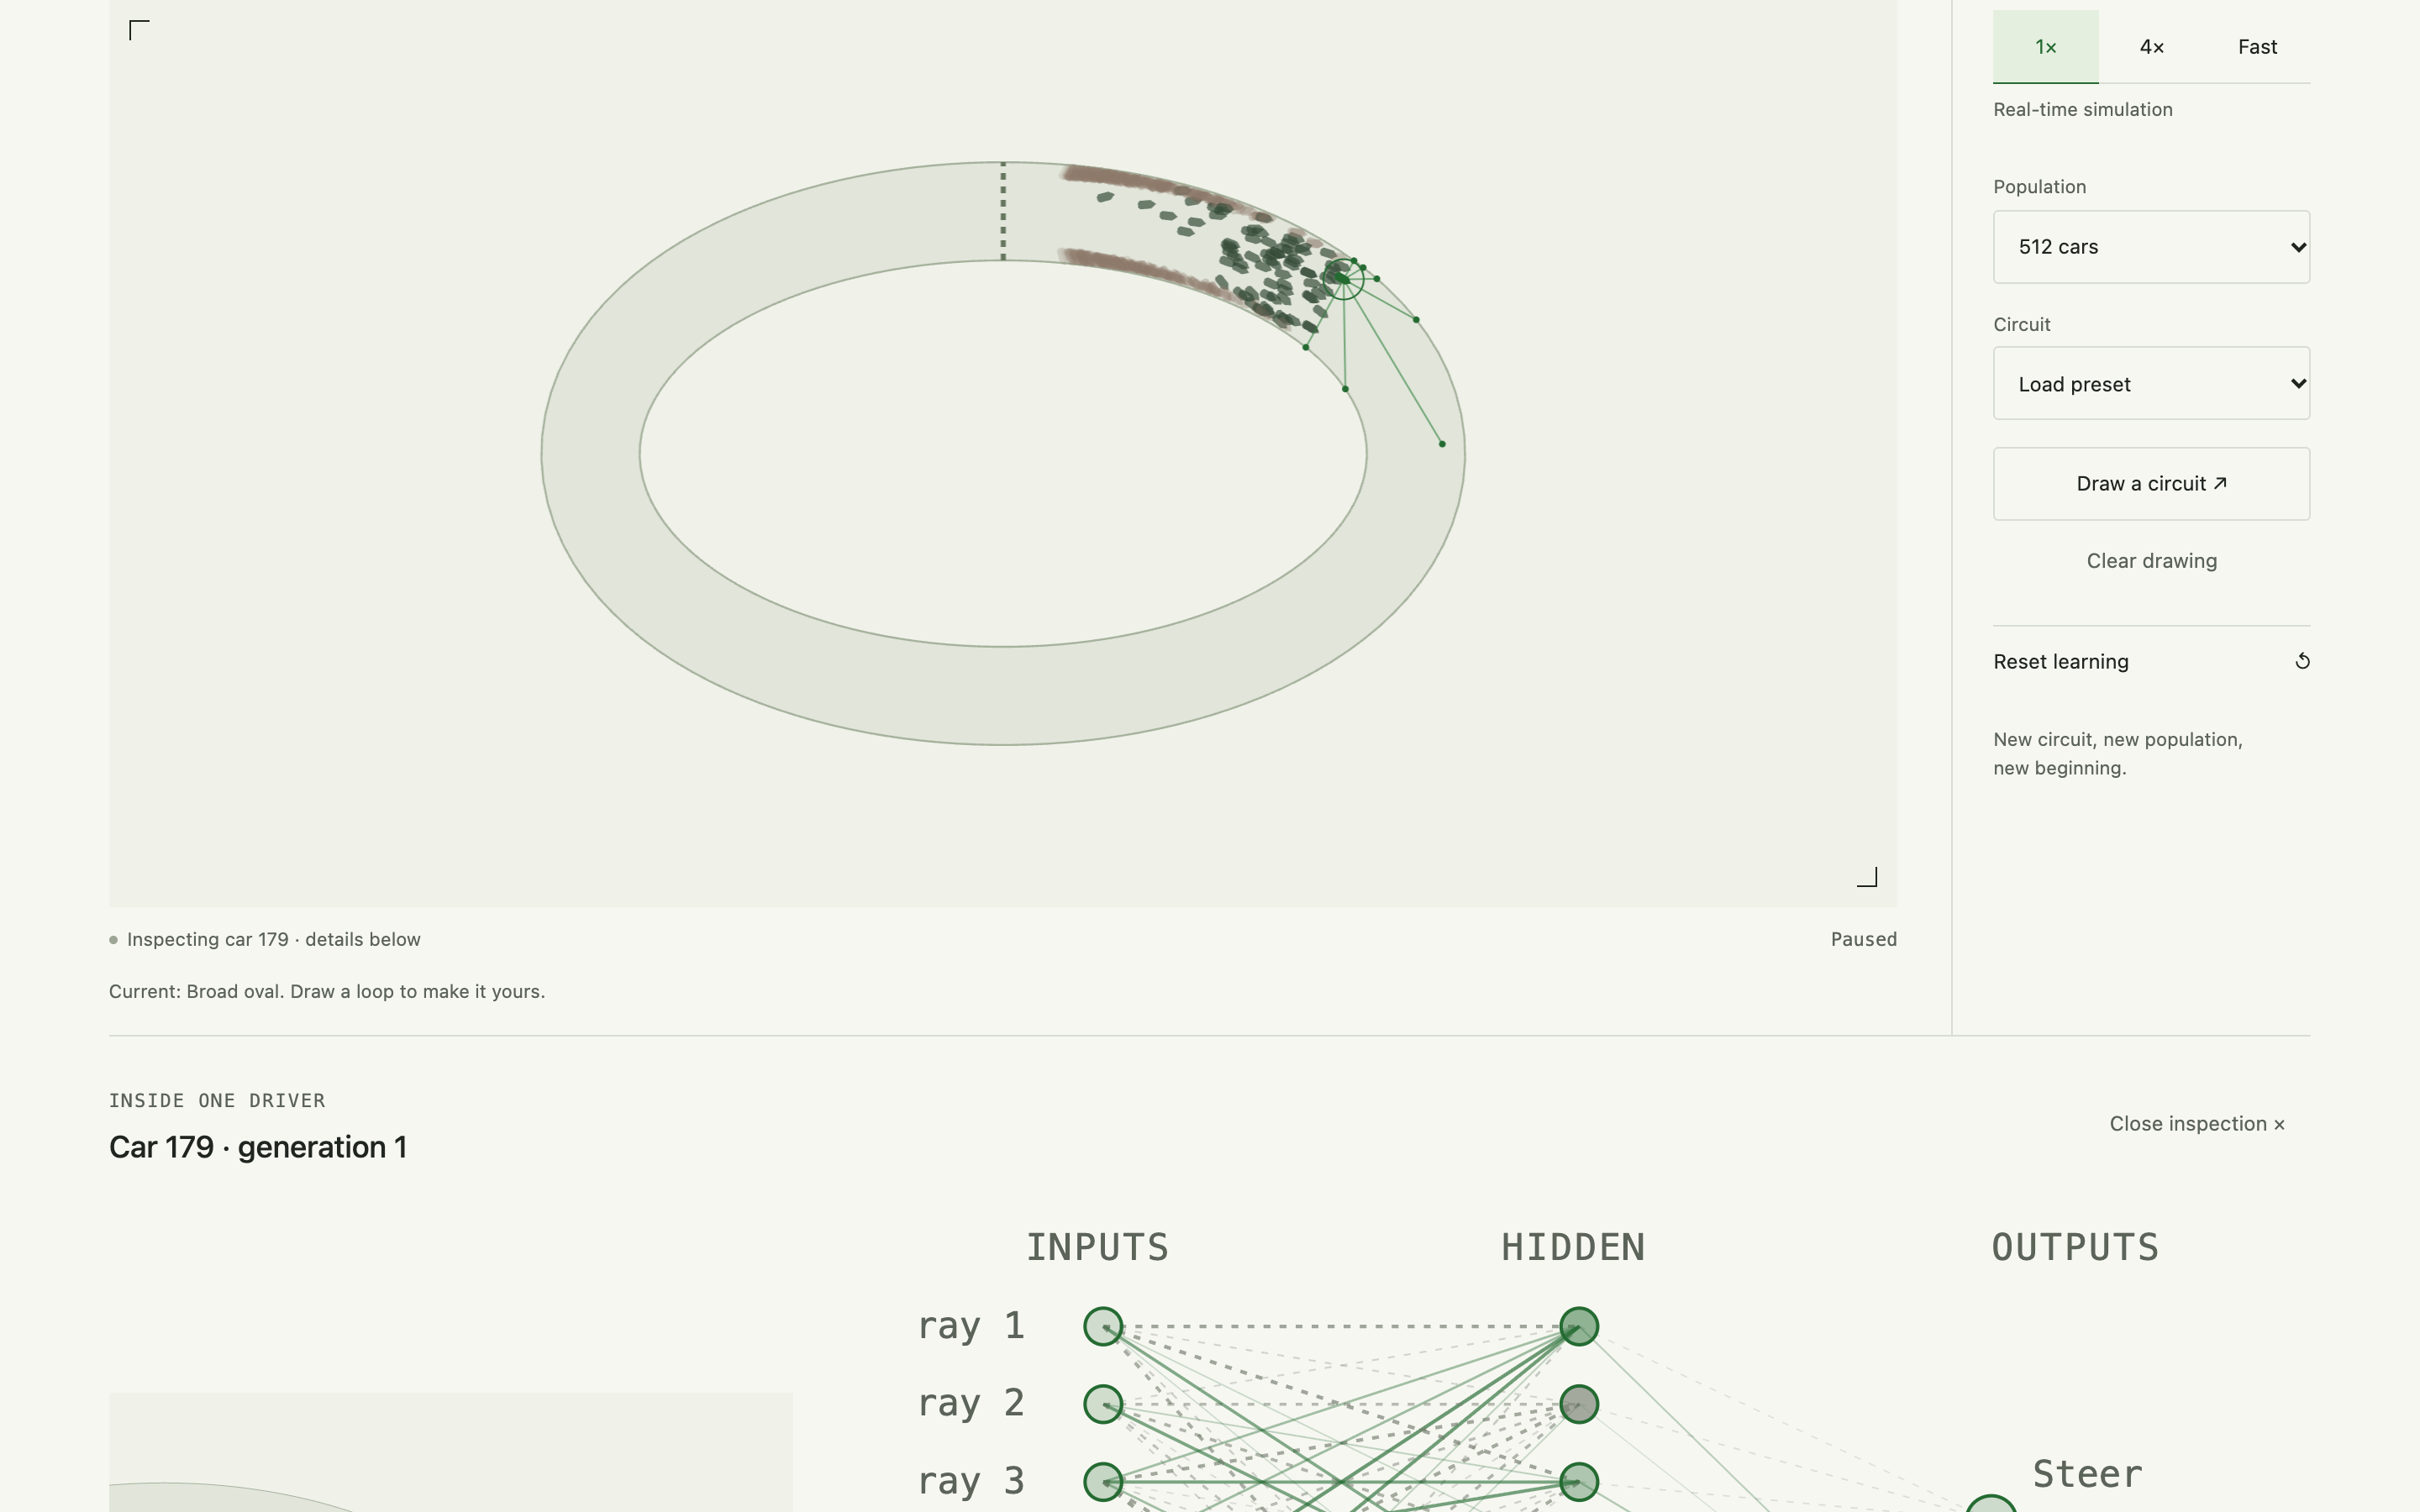 1× 4× Fast
Real-time simulation
Population
512 cars
Circuit
Load preset
Draw a circuit ↗
Clear drawing
Reset learning
New circuit, new population,
new beginning.
Inspecting car 179 · details below
Paused
Current: Broad oval. Draw a loop to make it yours.
INSIDE ONE DRIVER
Car 179 · generation 1
Close inspection ×
INPUTS HIDDEN OUTPUTS
ray 1
ray 2
ray 3
Steer